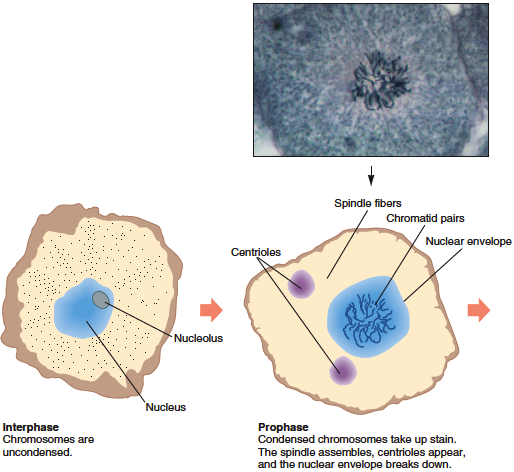 Spindle fibers
Chromatid pairs
Nuclear envelope
Centrioles
Nucleolus
Nucleus
Interphase
Chromosomes are
uncondensed.
Prophase
Condensed chromosomes take up stain.
The spindle assembles, centrioles appear,
and the nuclear envelope breaks down.